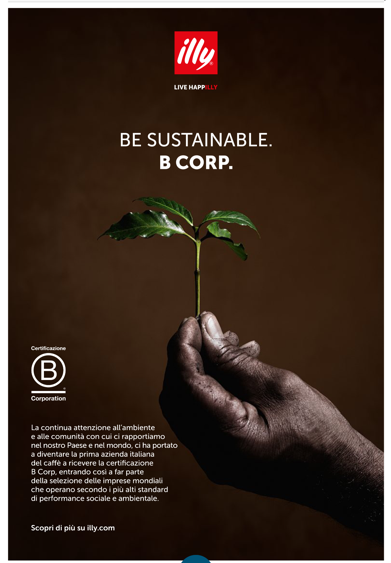 illy
LIVE HAPPILLY
BE SUSTAINABLE.
B CORP.
Certificazione
B
Corporation
La continua attenzione all'ambiente
e alle comunità con cui ci rapportiamo
nel nostro Paese e nel mondo, ci ha portato
a diventare la prima azienda italiana
del caffè a ricevere la certificazione
B Corp, entrando così a far parte
della selezione delle imprese mondiali
che operano secondo i più alti standard
di performance sociale e ambientale.
Scopri di più su illy.com